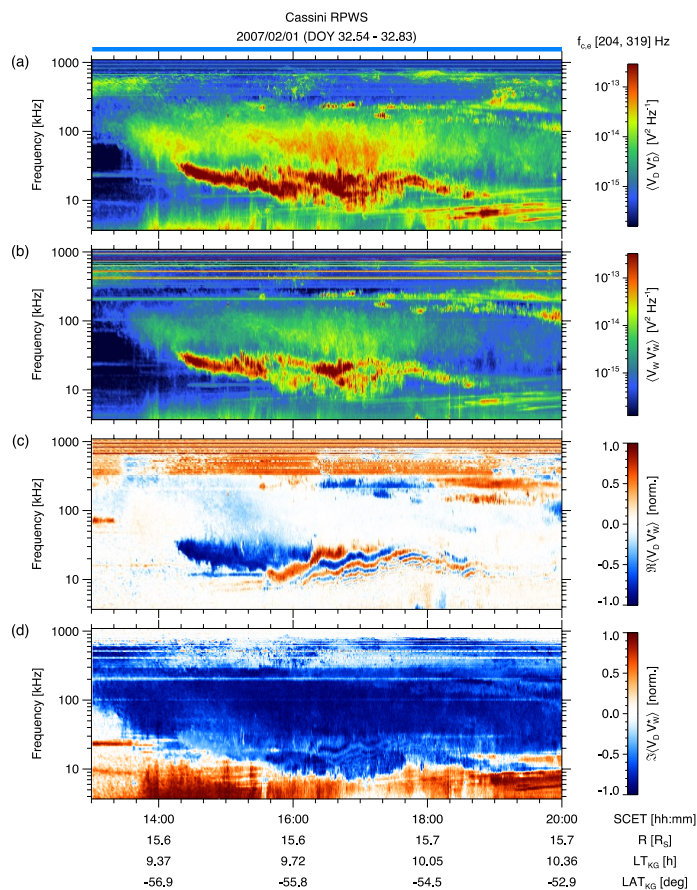 Cassini RPWS
2007/02/01 (DOY 32.54 - 32.83)
f_c,e [204, 319] Hz
(a)
1000
100
10
Frequency [kHz]
10⁻¹³
10⁻¹⁴
10⁻¹⁵
⟨V_D V*_D⟩ [V² Hz⁻¹]
(b)
1000
100
10
Frequency [kHz]
10⁻¹³
10⁻¹⁴
10⁻¹⁵
⟨V_W V*_W⟩ [V² Hz⁻¹]
(c)
1000
100
10
Frequency [kHz]
1.0
0.5
0.0
-0.5
-1.0
ℜ⟨V_D V*_W⟩ [norm.]
(d)
1000
100
10
Frequency [kHz]
1.0
0.5
0.0
-0.5
-1.0
ℑ⟨V_D V*_W⟩ [norm.]
14:00 16:00 18:00 20:00 SCET [hh:mm]
15.6 15.6 15.7 15.7 R [R_S]
9.37 9.72 10.05 10.36 LT_KG [h]
-56.9 -55.8 -54.5 -52.9 LAT_KG [deg]